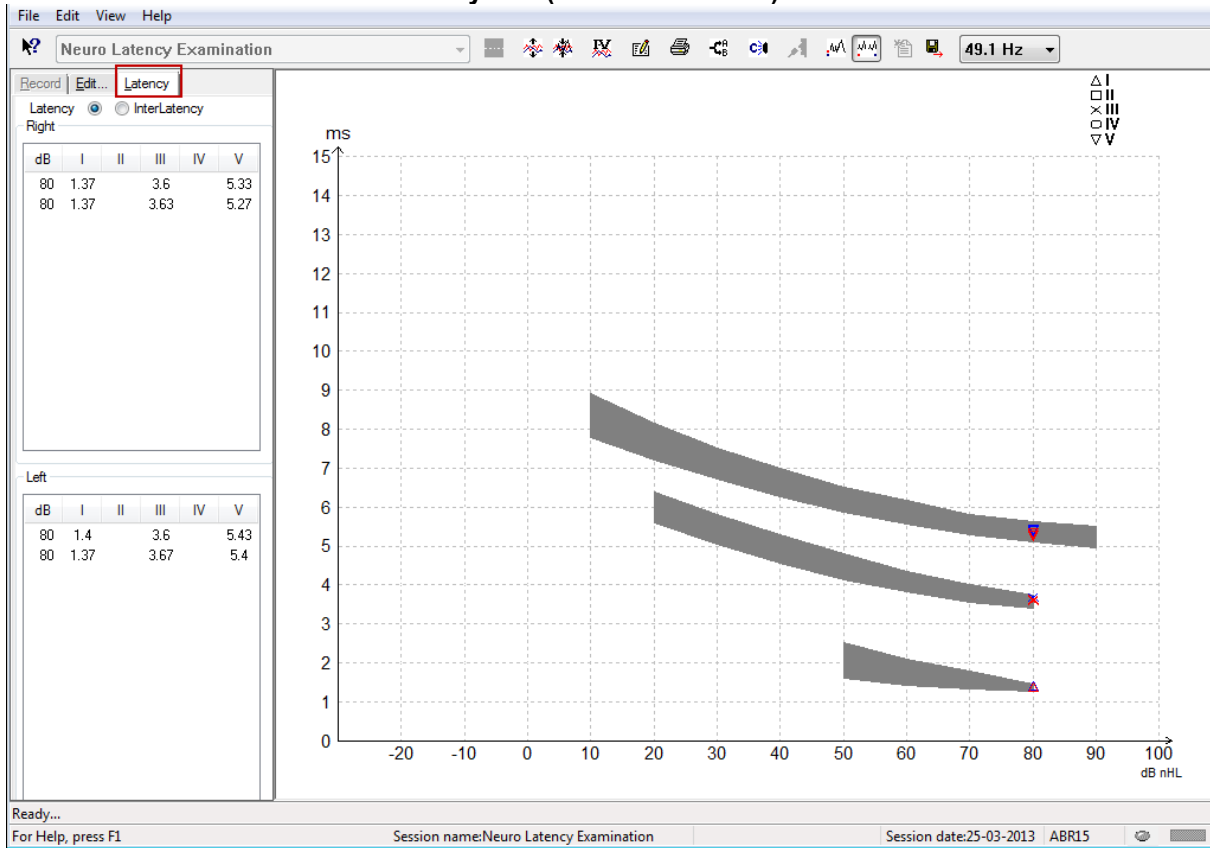 File Edit View Help
Neuro Latency Examination 49.1 Hz
Record Edit... Latency
Latency InterLatency
Right
dB I II III IV V
80 1.37 3.6 5.33
80 1.37 3.63 5.27
Left
dB I II III IV V
80 1.4 3.6 5.43
80 1.37 3.67 5.4
I
II
III
IV
V
ms
15
14
13
12
11
10
9
8
7
6
5
4
3
2
1
0
-20 -10 0 10 20 30 40 50 60 70 80 90 100
dB nHL
Ready...
For Help, press F1 Session name:Neuro Latency Examination Session date:25-03-2013 ABR15